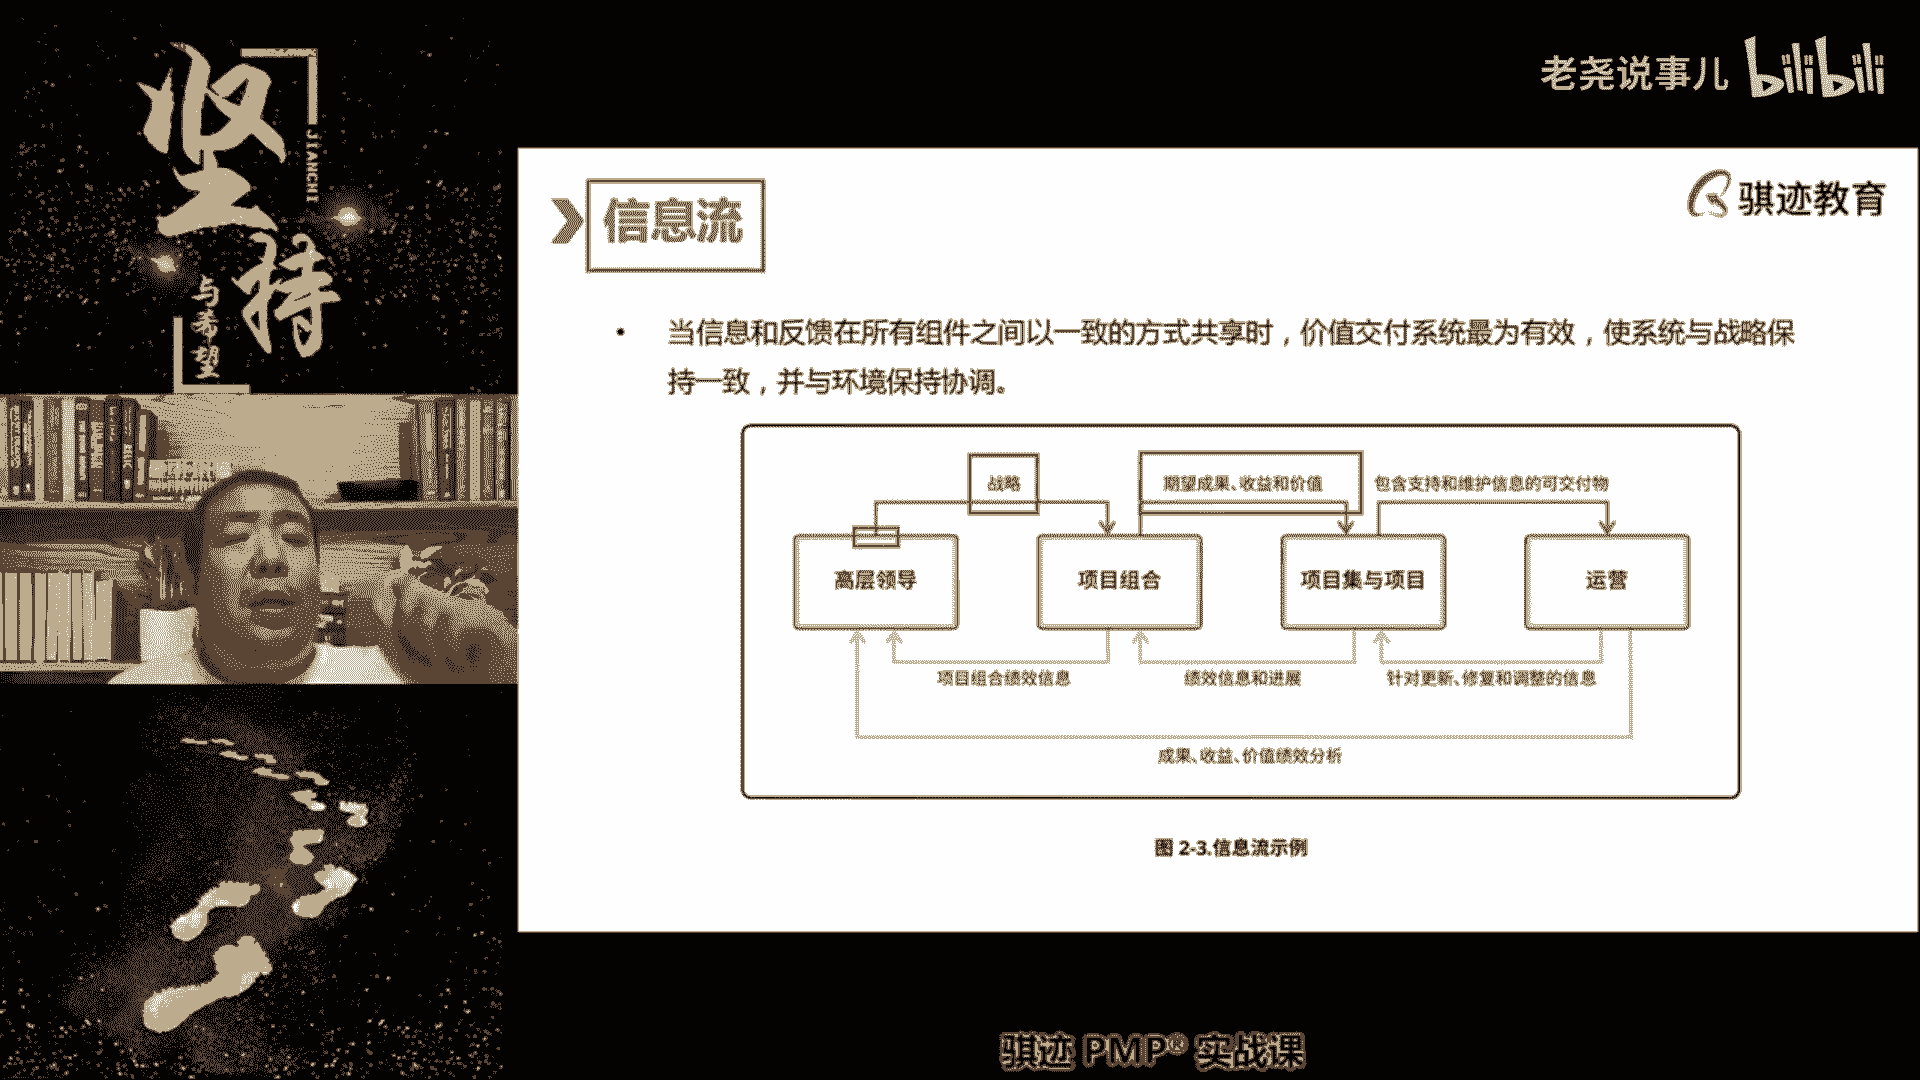 坚持
JIANCHI
与希望
老尧说事儿 bilibili
骐迹教育
信息流
• 当信息和反馈在所有组件之间以一致的方式共享时，价值交付系统最为有效，使系统与战略保
持一致，并与环境保持协调。
战略
期望成果、收益和价值
包含支持和维护信息的可交付物
高层领导
项目组合
项目集与项目
运营
项目组合绩效信息
绩效信息和进展
针对更新、修复和调整的信息
成果、收益、价值绩效分析
图 2-3.信息流示例
骐迹 PMP® 实战课